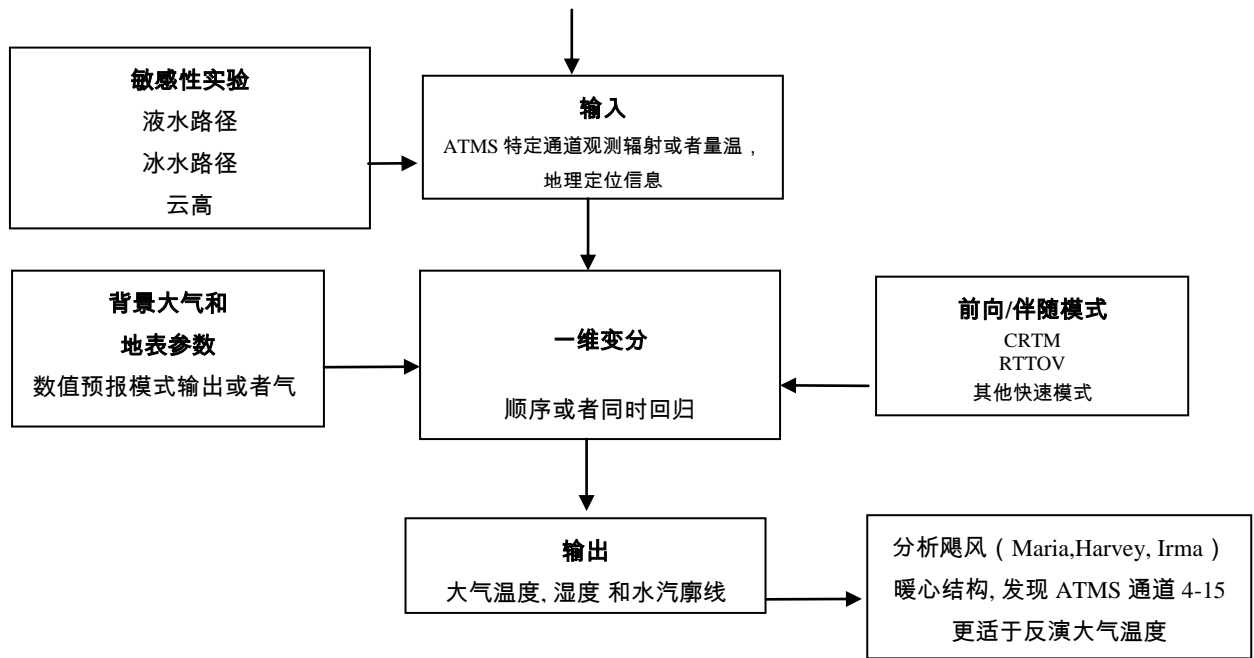 敏感性实验
液水路径
冰水路径
云高
输入
ATMS 特定通道观测辐射或者量温，
地理定位信息
背景大气和
地表参数
数值预报模式输出或者气
一维变分
顺序或者同时回归
前向/伴随模式
CRTM
RTTOV
其他快速模式
输出
大气温度, 湿度 和水汽廓线
分析飓风（Maria,Harvey, Irma）
暖心结构, 发现 ATMS 通道 4-15
更适于反演大气温度